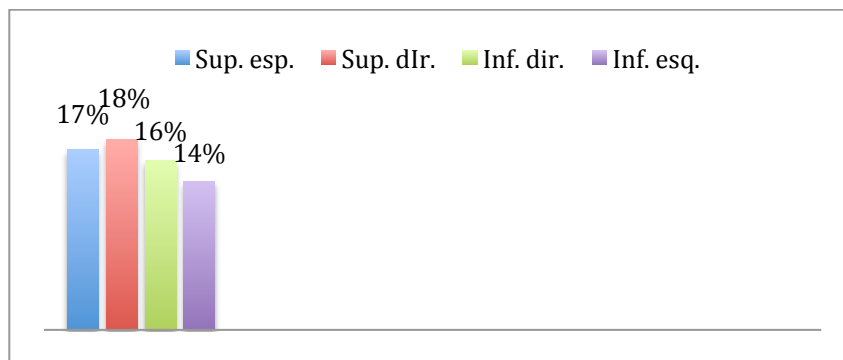 Sup. esp. Sup. dIr. Inf. dir. Inf. esq.
17% 18% 16% 14%